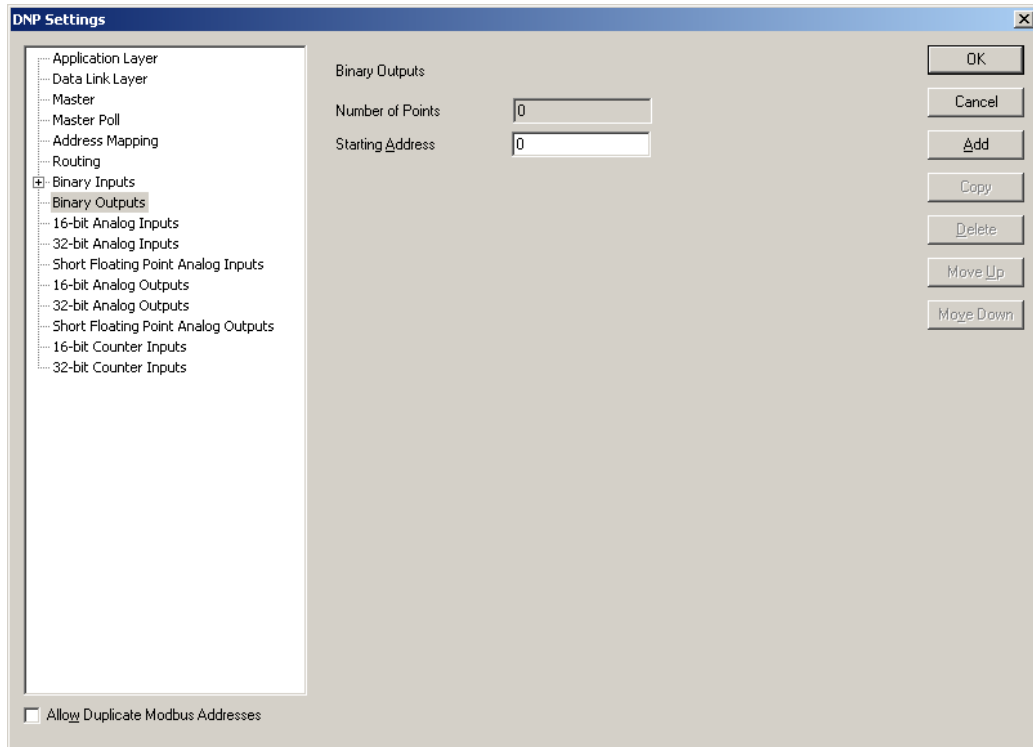 DNP Settings
Application Layer
Data Link Layer
Master
Master Poll
Address Mapping
Routing
Binary Inputs
Binary Outputs
16-bit Analog Inputs
32-bit Analog Inputs
Short Floating Point Analog Inputs
16-bit Analog Outputs
32-bit Analog Outputs
Short Floating Point Analog Outputs
16-bit Counter Inputs
32-bit Counter Inputs
Allow Duplicate Modbus Addresses
Binary Outputs
Number of Points 0
Starting Address 0
OK
Cancel
Add
Copy
Delete
Move Up
Move Down